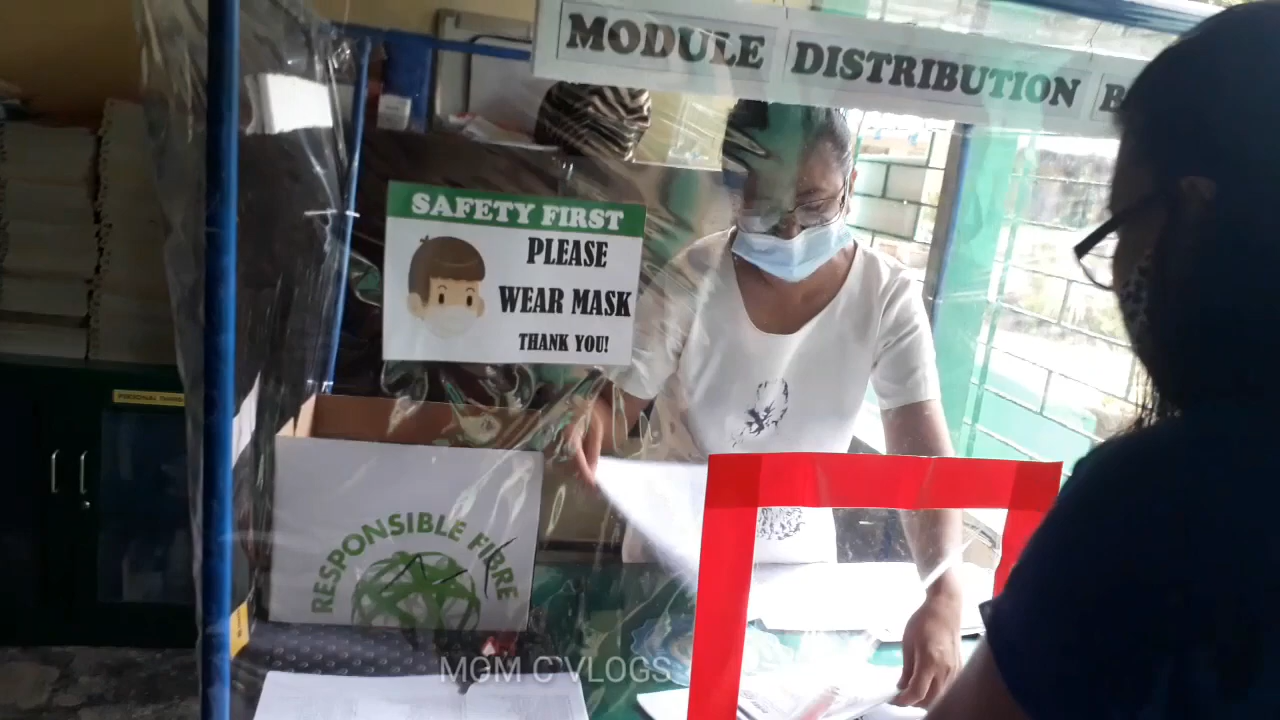 MODULE DISTRIBUTION
SAFETY FIRST
PLEASE
WEAR MASK
THANK YOU!
RESPONSIBLE FIBRE
MOM C VLOGS